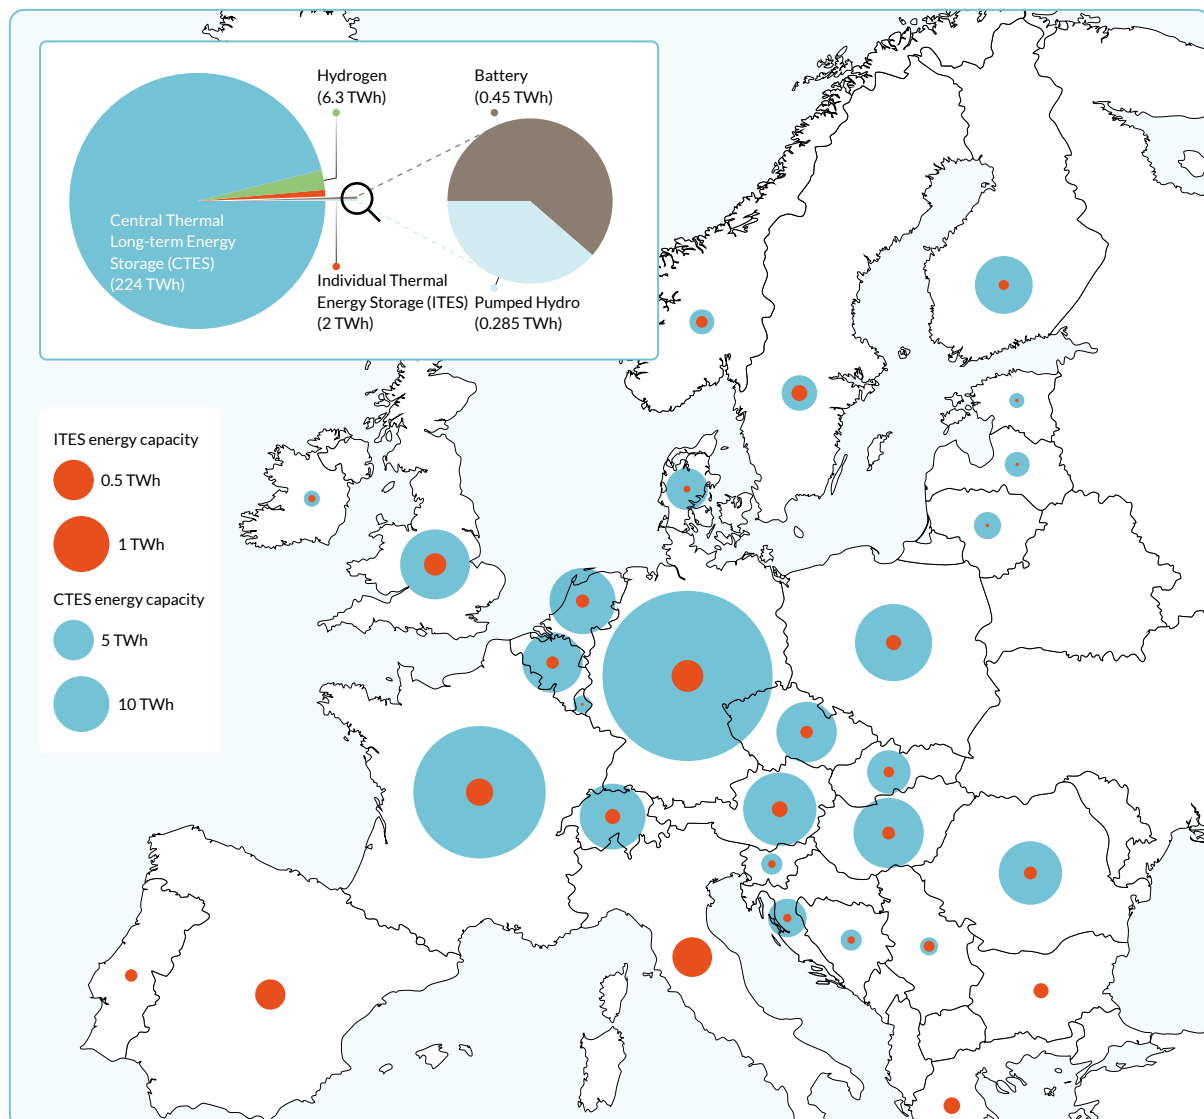 Hydrogen
(6.3 TWh)
Battery
(0.45 TWh)
Central Thermal
Long-term Energy
Storage (CTES)
(224 TWh)
Individual Thermal
Energy Storage (ITES)
(2 TWh)
Pumped Hydro
(0.285 TWh)
ITES energy capacity
0.5 TWh
1 TWh
CTES energy capacity
5 TWh
10 TWh